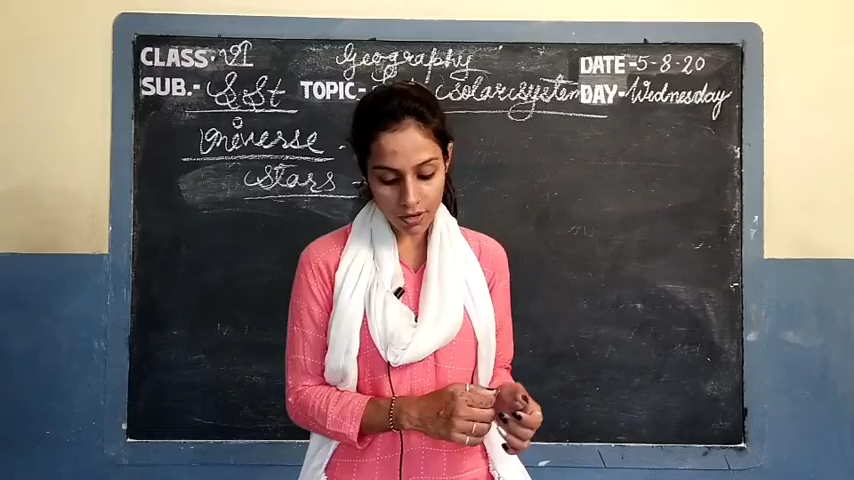 CLASS:- VI Geography DATE-5-8-20
SUB.- S.St TOPIC- solar system DAY-Wednesday
Universe
Stars -